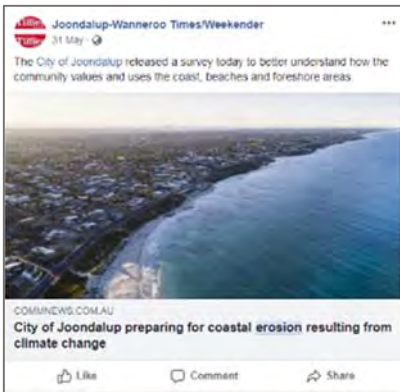 Joondalup-Wanneroo Times/Weekender
31 May
The City of Joondalup released a survey today to better understand how the
community values and uses the coast, beaches and foreshore areas
COMMNEWS.COM.AU
City of Joondalup preparing for coastal erosion resulting from
climate change
Like Comment Share